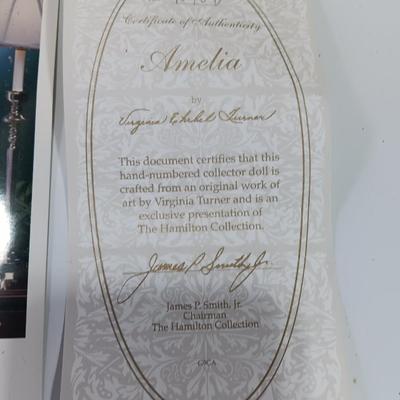 Certificate of Authenticity
Amelia
by
Virginia Ehrlich Turner
This document certifies that this
hand-numbered collector doll is
crafted from an original work of
art by Virginia Turner and is an
exclusive presentation of
The Hamilton Collection.
James P. Smith, Jr.
James P. Smith, Jr.
Chairman
The Hamilton Collection